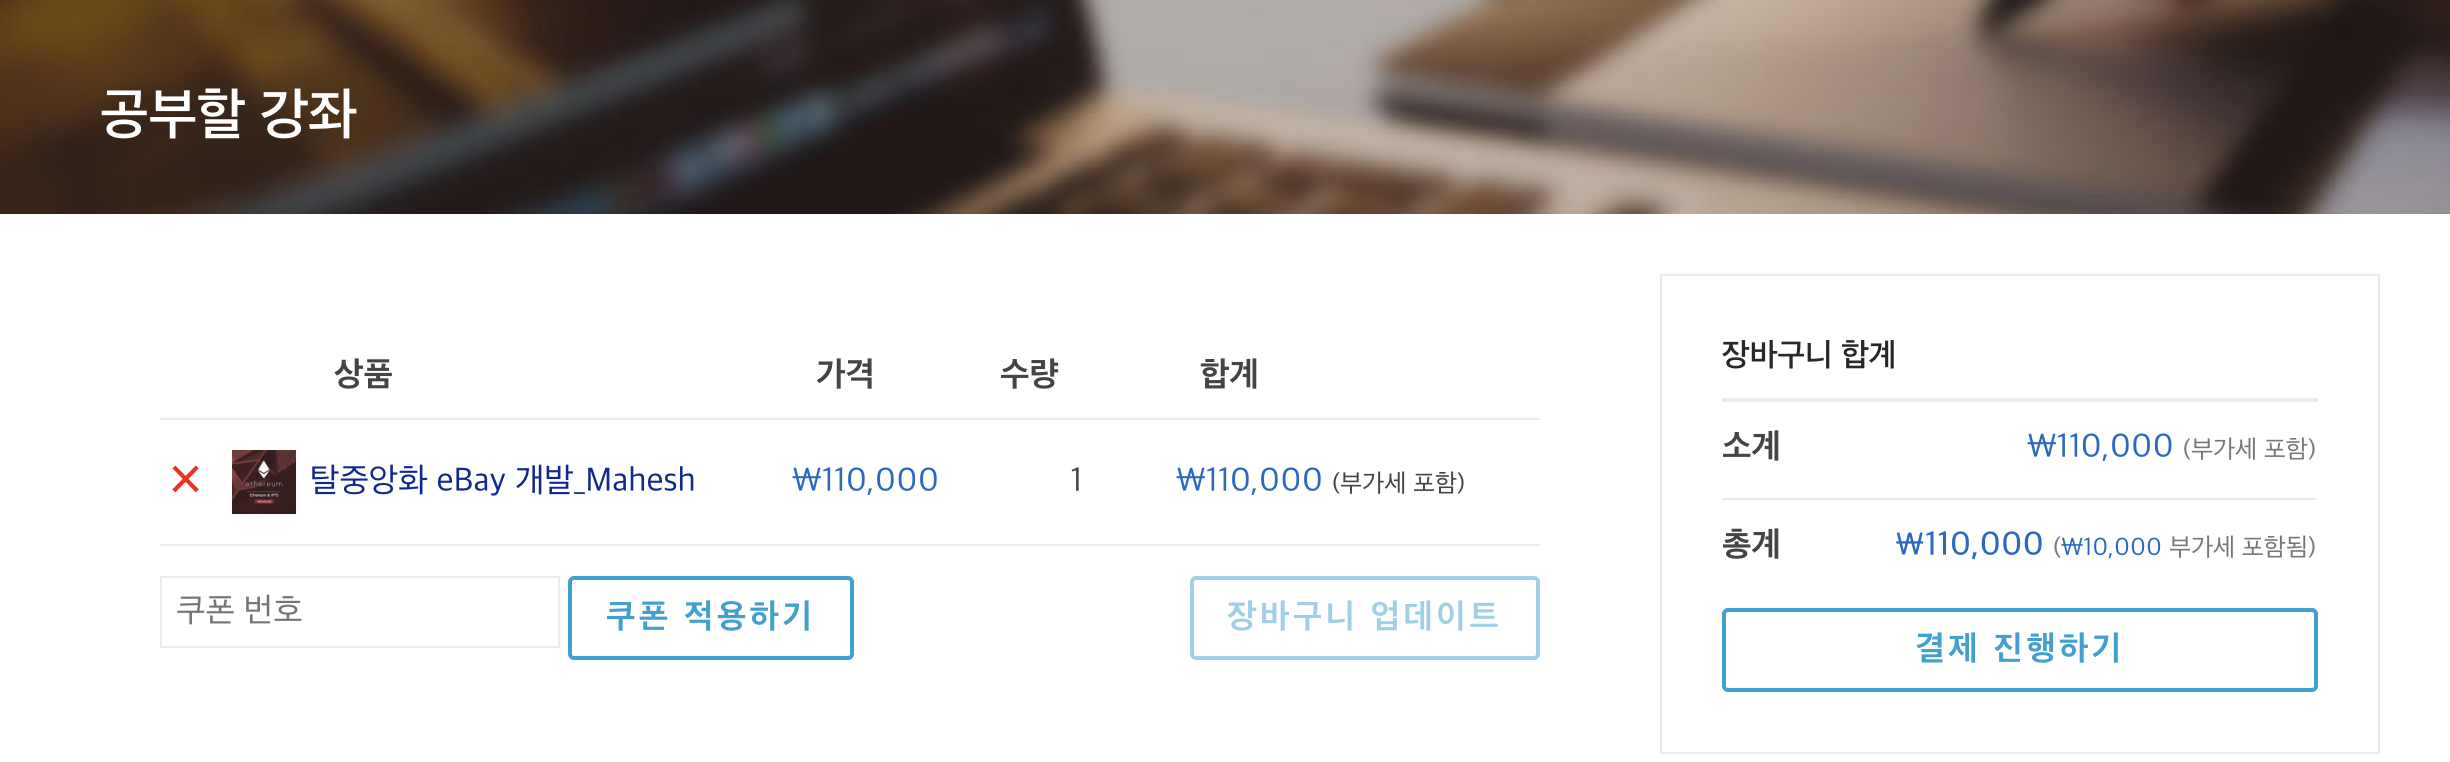 공부할 강좌
상품 가격 수량 합계
탈중앙화 eBay 개발_Mahesh ₩110,000 1 ₩110,000 (부가세 포함)
ethereum
쿠폰 번호 쿠폰 적용하기 장바구니 업데이트
장바구니 합계
소계 ₩110,000 (부가세 포함)
총계 ₩110,000 (₩10,000 부가세 포함됨)
결제 진행하기